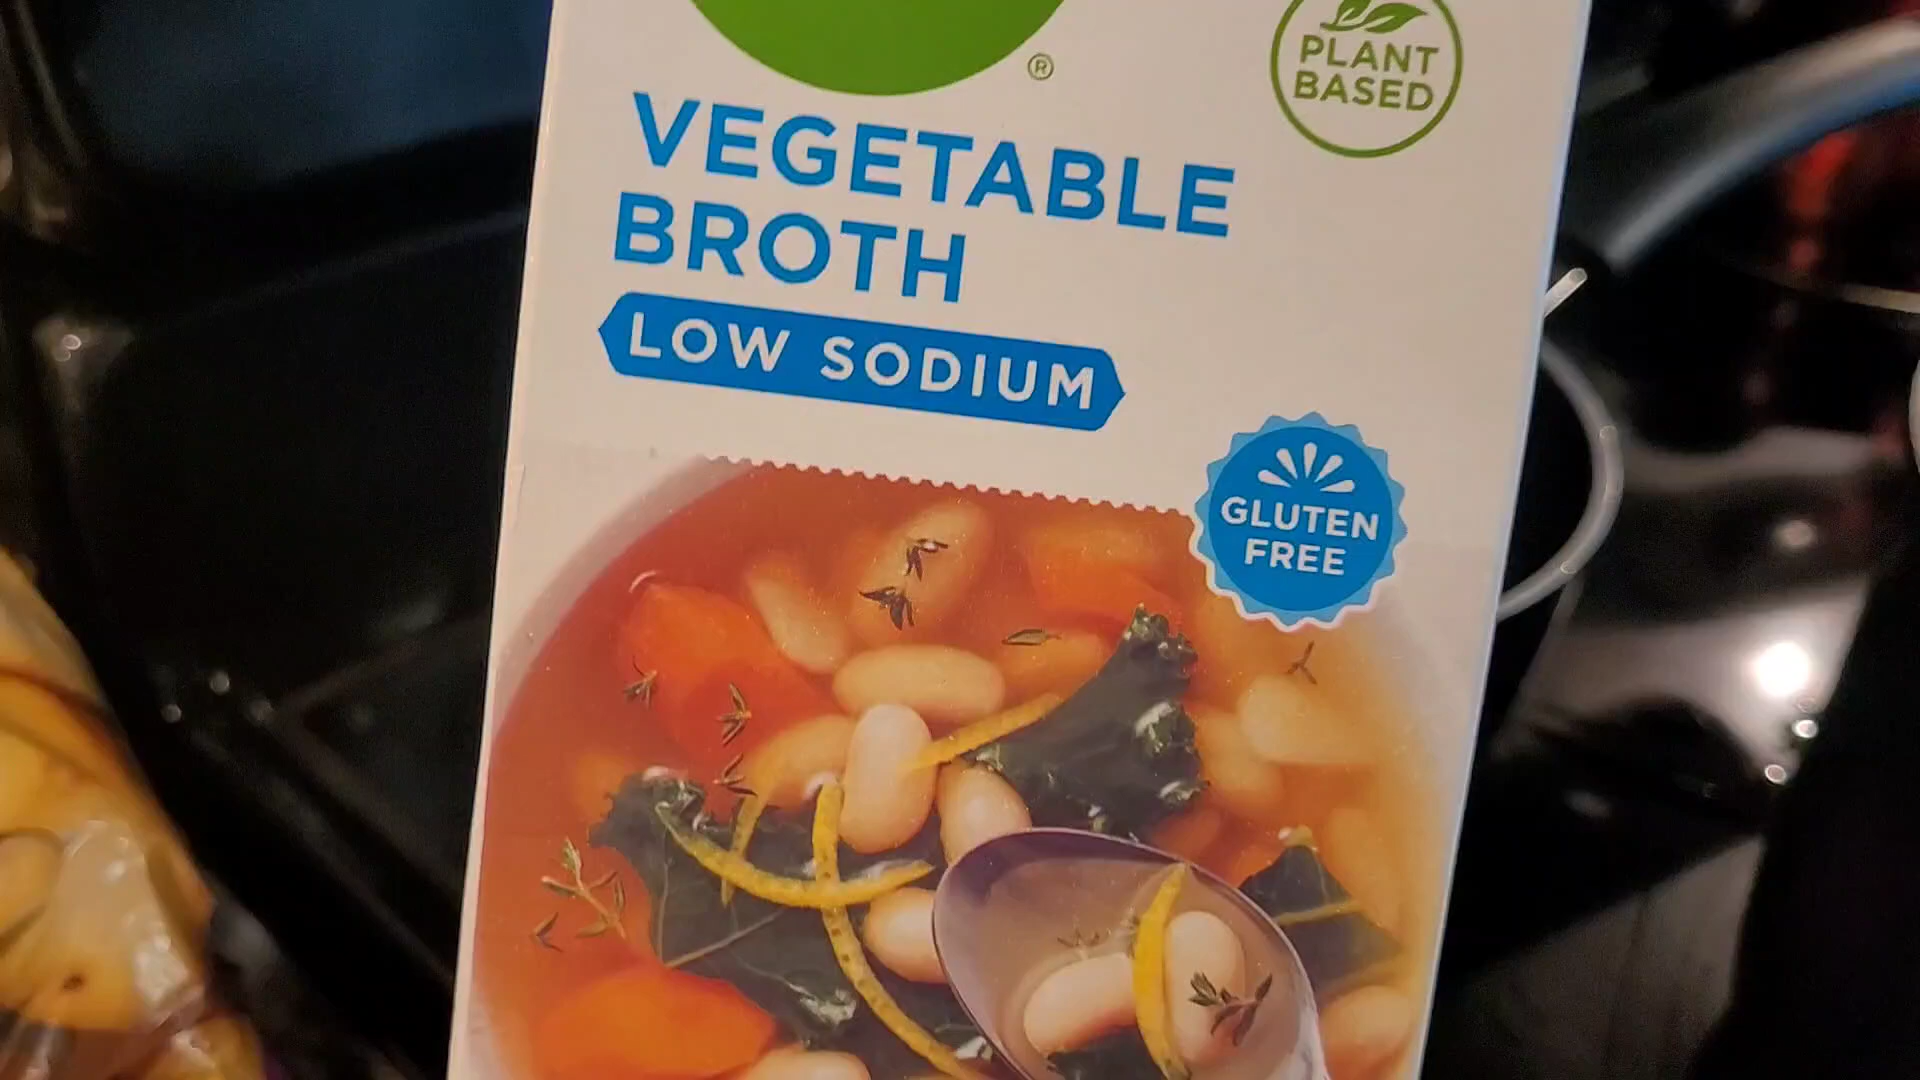 ®
PLANT
BASED
VEGETABLE
BROTH
LOW SODIUM
GLUTEN
FREE